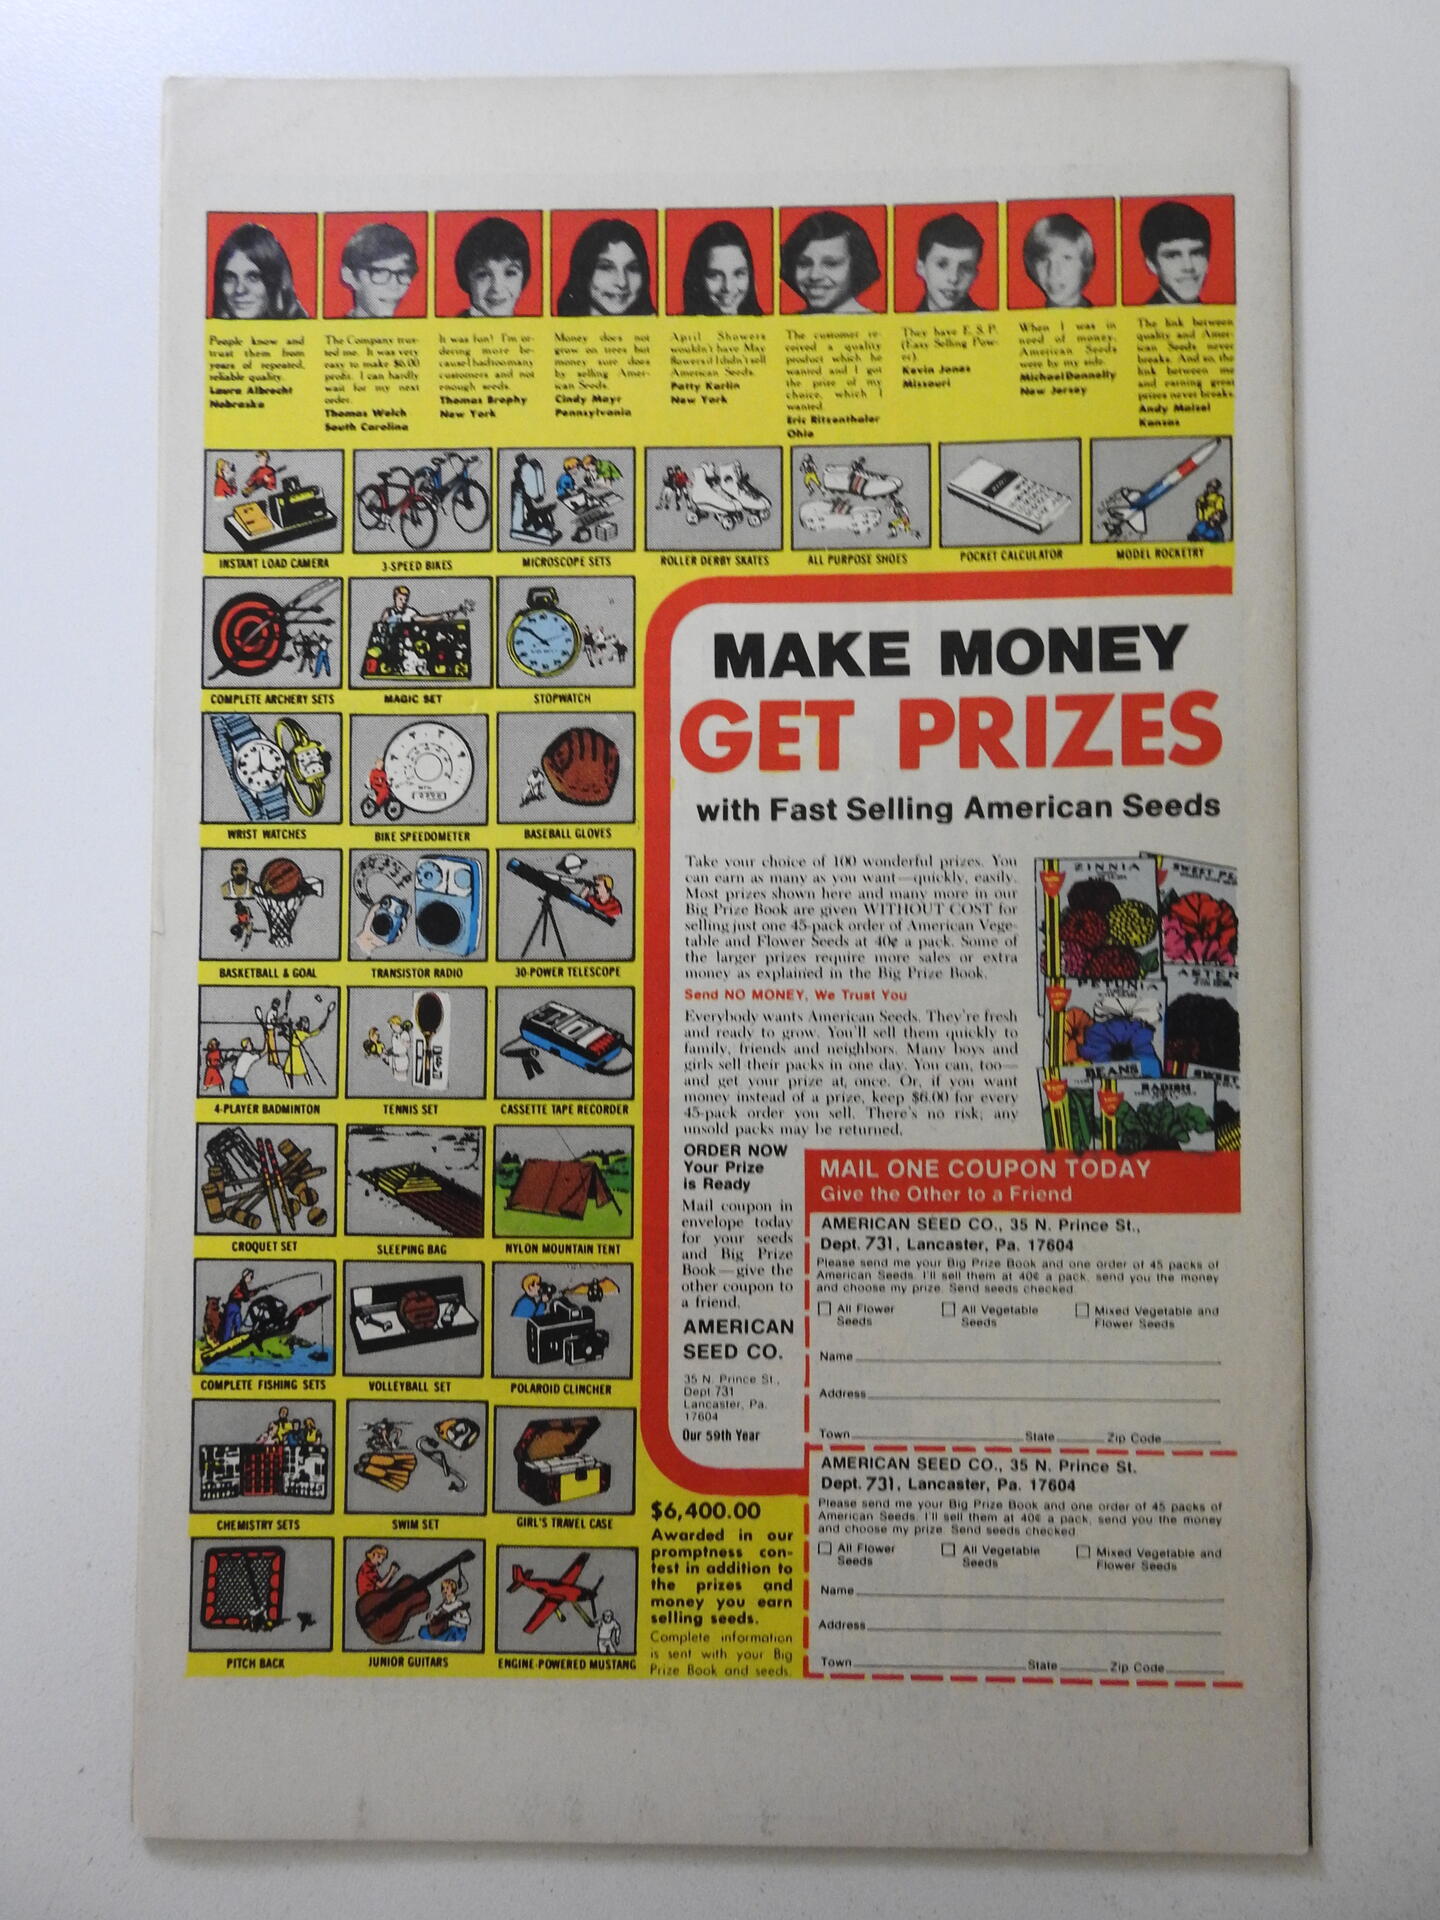 People know and
trust them from
years of repeated,
reliable quality.
Laura Albrecht
Nebraska
The Company trus-
ted me. It was very
easy to make $6.00
profit. I can hardly
wait for my next
order.
Thomas Welch
South Carolina
It was fun! I'm or-
dering more be-
cause I had too many
customers and not
enough seeds.
Thomas Brophy
New York
Money does not
grow on trees but
money sure does
by selling Amer-
ican Seeds.
Cindy Mayr
Pennsylvania
April Showers
wouldn't have May
flowers if I didn't sell
American Seeds.
Patty Karlin
New York
The customer re-
ceived a quality
product which he
wanted and I got
the prize of my
choice, which I
wanted.
Eric Ritzenthaler
Ohio
They have E. S. P.
(Easy Selling Pow-
er).
Kevin Jones
Missouri
When I was in
need of money,
American Seeds
were by my side.
Michael Donnelly
New Jersey
The link between
quality and Amer-
ican Seeds never
breaks. And so, the
link between me
and earning great
prizes never breaks.
Andy Maizel
Kansas
INSTANT LOAD CAMERA
3-SPEED BIKES
MICROSCOPE SETS
ROLLER DERBY SKATES
ALL PURPOSE SHOES
POCKET CALCULATOR
MODEL ROCKETRY
COMPLETE ARCHERY SETS
MAGIC SET
STOPWATCH
WRIST WATCHES
BIKE SPEEDOMETER
BASEBALL GLOVES
BASKETBALL & GOAL
TRANSISTOR RADIO
30-POWER TELESCOPE
4-PLAYER BADMINTON
TENNIS SET
CASSETTE TAPE RECORDER
CROQUET SET
SLEEPING BAG
NYLON MOUNTAIN TENT
COMPLETE FISHING SETS
VOLLEYBALL SET
POLAROID CLINCHER
CHEMISTRY SETS
SWIM SET
GIRL'S TRAVEL CASE
PITCH BACK
JUNIOR GUITARS
ENGINE-POWERED MUSTANG
MAKE MONEY
GET PRIZES
with Fast Selling American Seeds
Take your choice of 100 wonderful prizes. You
can earn as many as you want—quickly, easily.
Most prizes shown here and many more in our
Big Prize Book are given WITHOUT COST for
selling just one 45-pack order of American Vege-
table and Flower Seeds at 40¢ a pack. Some of
the larger prizes require more sales or extra
money as explained in the Big Prize Book.
Send NO MONEY, We Trust You
Everybody wants American Seeds. They're fresh
and ready to grow. You'll sell them quickly to
family, friends and neighbors. Many boys and
girls sell their packs in one day. You can, too—
and get your prize at once. Or, if you want
money instead of a prize, keep $6.00 for every
45-pack order you sell. There's no risk; any
unsold packs may be returned.
ZINNIA
SWEET PE
ASTER
PETUNIA
BEANS
RADISH
SWEET
ORDER NOW
Your Prize
is Ready
Mail coupon in
envelope today
for your seeds
and Big Prize
Book—give the
other coupon to
a friend.
AMERICAN
SEED CO.
35 N. Prince St.,
Dept 731
Lancaster, Pa.
17604
Our 59th Year
$6,400.00
Awarded in our
promptness con-
test in addition to
the prizes and
money you earn
selling seeds.
Complete information
is sent with your Big
Prize Book and seeds.
MAIL ONE COUPON TODAY
Give the Other to a Friend
AMERICAN SEED CO., 35 N. Prince St.,
Dept. 731, Lancaster, Pa. 17604
Please send me your Big Prize Book and one order of 45 packs of
American Seeds. I'll sell them at 40¢ a pack, send you the money
and choose my prize. Send seeds checked.
All Flower
Seeds
All Vegetable
Seeds
Mixed Vegetable and
Flower Seeds
Name
Address
Town State Zip Code
AMERICAN SEED CO., 35 N. Prince St.
Dept. 731, Lancaster, Pa. 17604
Please send me your Big Prize Book and one order of 45 packs of
American Seeds. I'll sell them at 40¢ a pack, send you the money
and choose my prize. Send seeds checked.
All Flower
Seeds
All Vegetable
Seeds
Mixed Vegetable and
Flower Seeds
Name
Address
Town State Zip Code